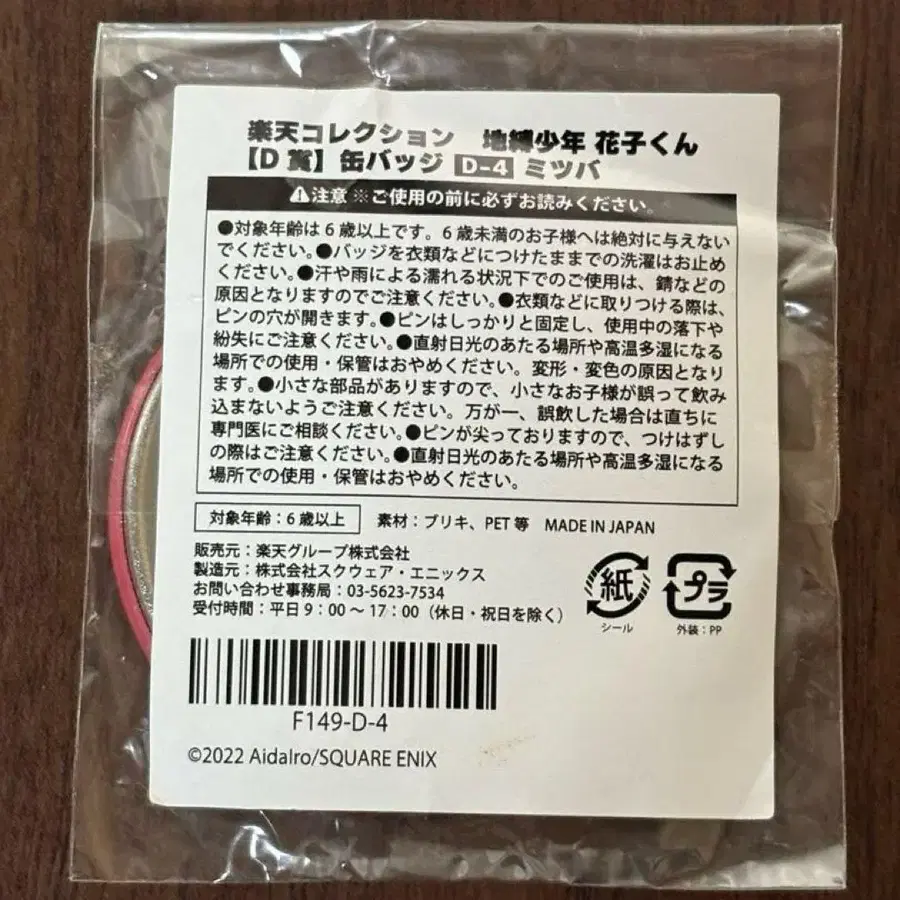 楽天コレクション 地縛少年 花子くん
【D 賞】缶バッジ D-4 ミツバ
⚠注意 ※ご使用の前に必ずお読みください。
●対象年齢は6歳以上です。6歳未満のお子様へは絶対に与えない
でください。●バッジを衣類などにつけたままでの洗濯はお止め
ください。●汗や雨による濡れる状況下でのご使用は、錆などの
原因となりますのでご注意ください。●衣類などに取りつける際は、
ピンの穴が開きます。●ピンはしっかりと固定し、使用中の落下や
紛失にご注意ください。●直射日光のあたる場所や高温多湿になる
場所での使用・保管はおやめください。変形・変色の原因となり
ます。●小さな部品がありますので、小さなお子様が誤って飲み
込まないようご注意ください。万が一、誤飲した場合は直ちに
専門医にご相談ください。●ピンが尖っておりますので、つけはずし
の際はご注意ください。●直射日光のあたる場所や高温多湿になる
場所での使用・保管はおやめください。
対象年齢：6歳以上 素材：ブリキ、PET 等 MADE IN JAPAN
販売元：楽天グループ株式会社
製造元：株式会社スクウェア・エニックス
お問い合わせ事務局：03-5623-7534
受付時間：平日 9：00 ～ 17：00（休日・祝日を除く）
紙 プラ
シール 外装：PP
F149-D-4
©2022 AidaIro/SQUARE ENIX